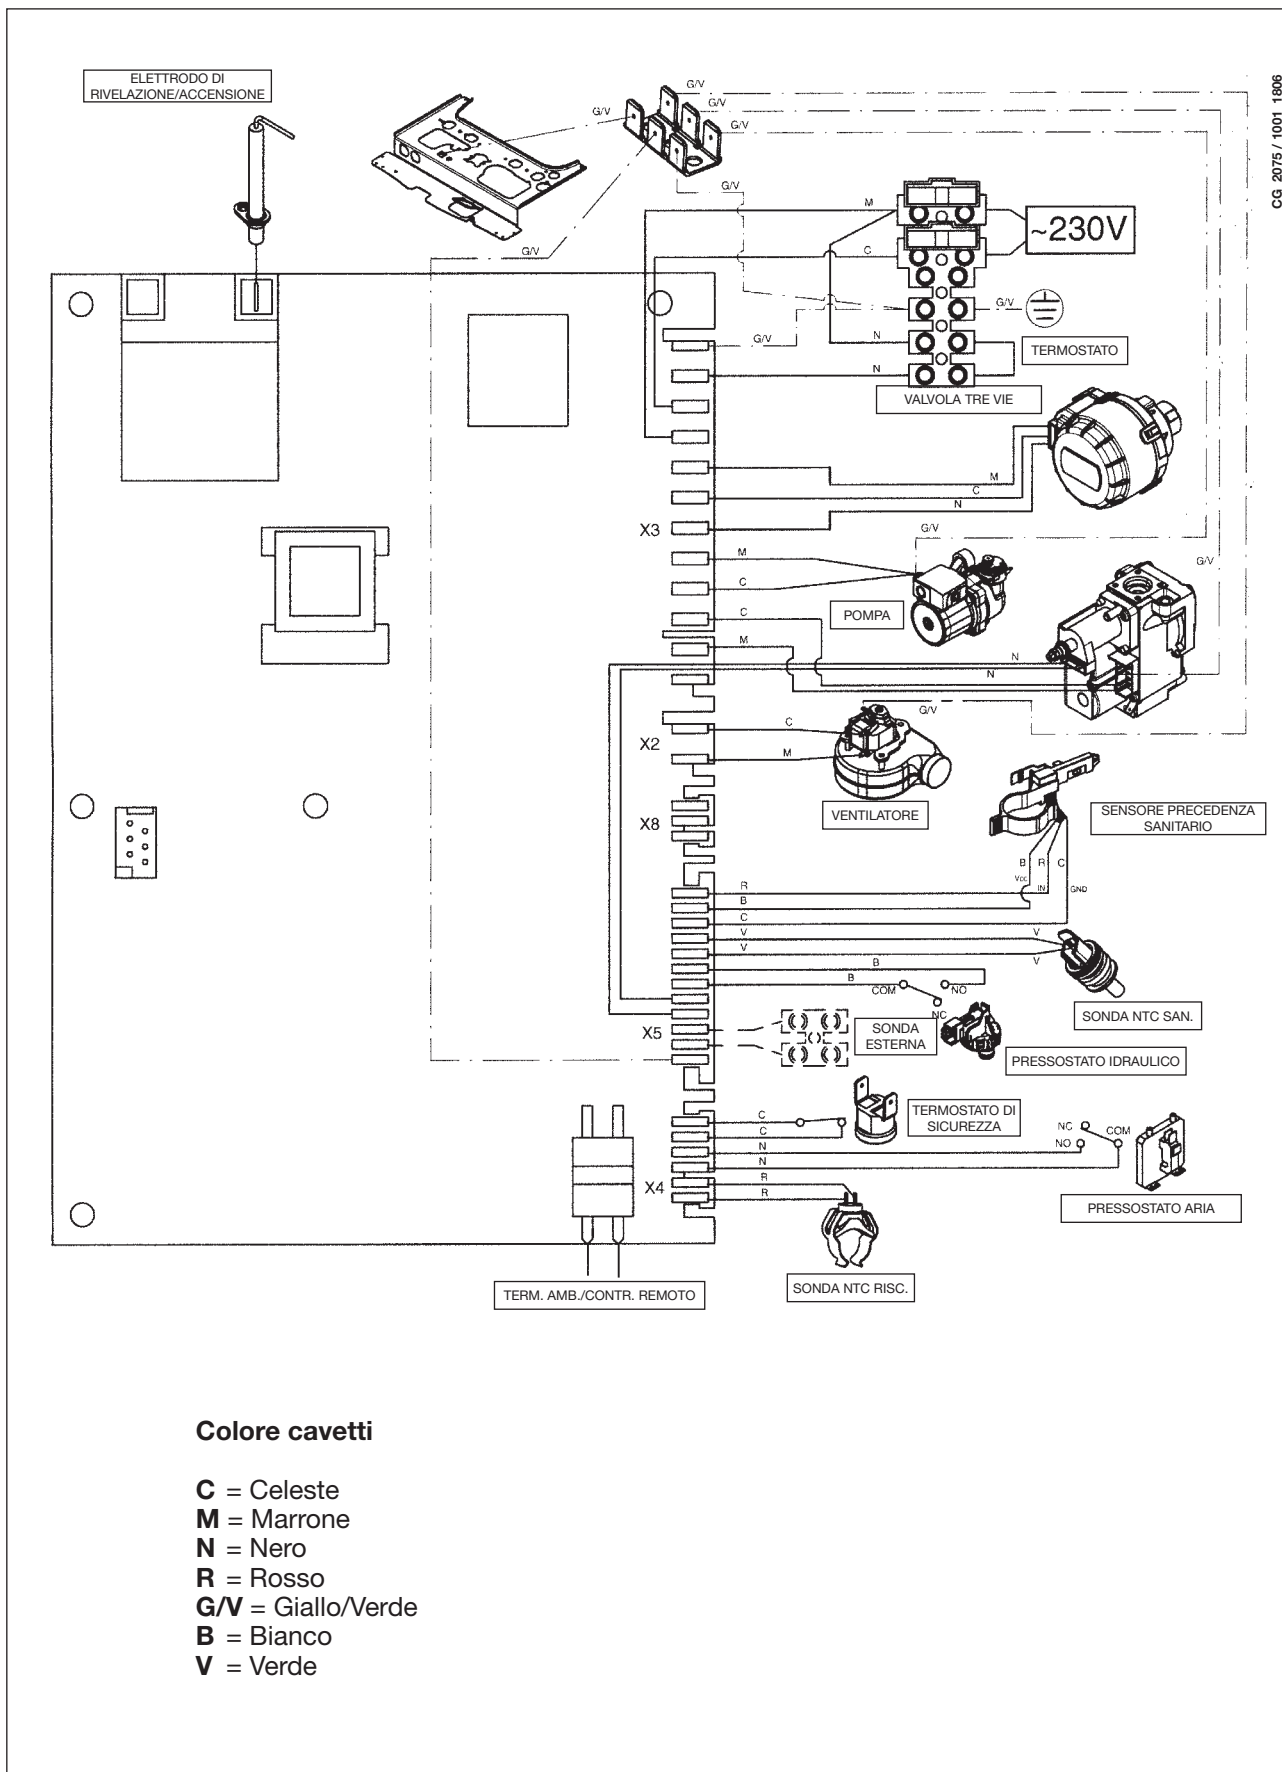 CG 2075 / 1001 1806
ELETTRODO DI
RIVELAZIONE/ACCENSIONE
G/V
G/V
G/V
G/V
G/V
G/V
M
C
~230V
G/V
G/V
N
TERMOSTATO
N
VALVOLA TRE VIE
M
C
N
X3
G/V
M
C
POMPA
G/V
C
M
N
N
G/V
C
X2
M
VENTILATORE
SENSORE PRECEDENZA
SANITARIO
X8
B R C
Vcc
IN
GND
R
B
C
V
V
V
V
B
B
COM
NO
NC
SONDA NTC SAN.
X5
SONDA
ESTERNA
PRESSOSTATO IDRAULICO
TERMOSTATO DI
SICUREZZA
C
C
N
N
NC
NO
COM
R
R
X4
PRESSOSTATO ARIA
SONDA NTC RISC.
TERM. AMB./CONTR. REMOTO
Colore cavetti
C = Celeste
M = Marrone
N = Nero
R = Rosso
G/V = Giallo/Verde
B = Bianco
V = Verde